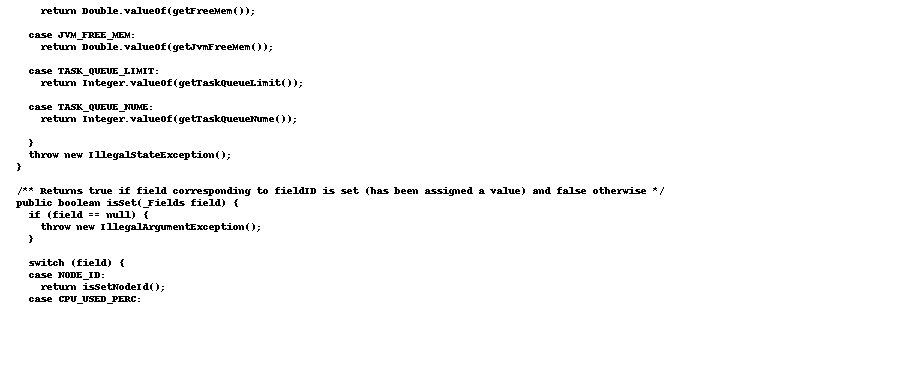 return Double.valueOf(getFreeMem());
case JVM_FREE_MEM:
return Double.valueOf(getJvmFreeMem());
case TASK_QUEUE_LIMIT:
return Integer.valueOf(getTaskQueueLimit());
case TASK_QUEUE_NUME:
return Integer.valueOf(getTaskQueueNume());
}
throw new IllegalStateException();
}
/** Returns true if field corresponding to fieldID is set (has been assigned a value) and false otherwise */
public boolean isSet(_Fields field) {
if (field == null) {
throw new IllegalArgumentException();
}
switch (field) {
case NODE_ID:
return isSetNodeId();
case CPU_USED_PERC: